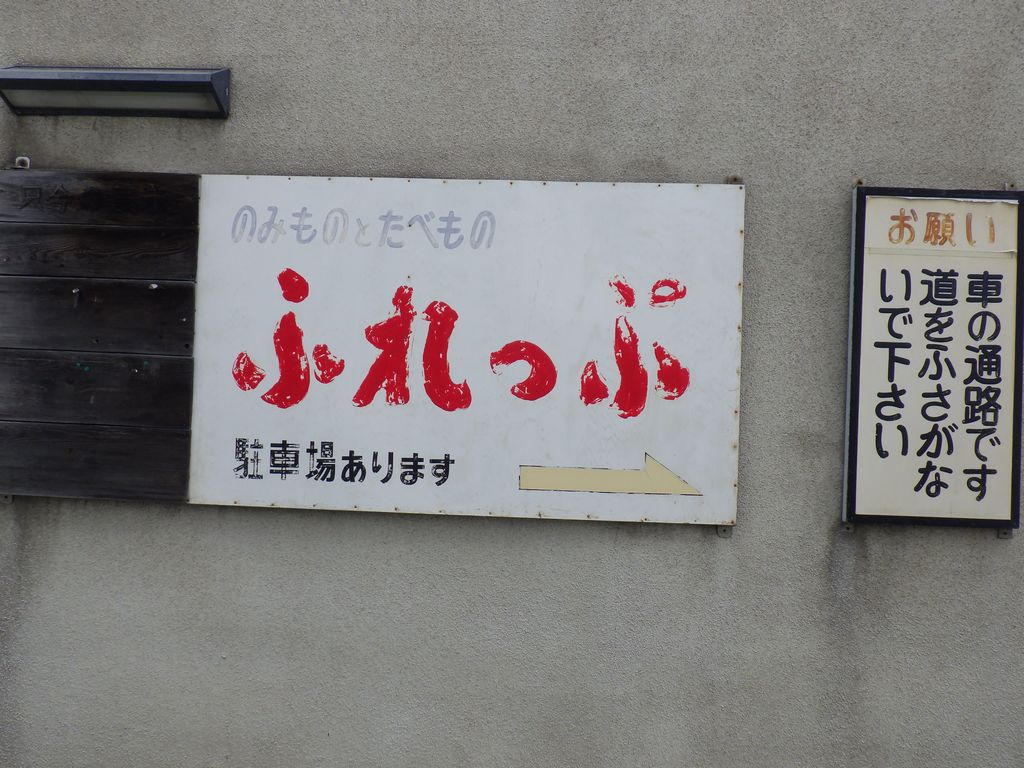 のみものとたべもの
ふれっぷ
駐車場あります
お願い
車の通路です
道をふさがな
いで下さい